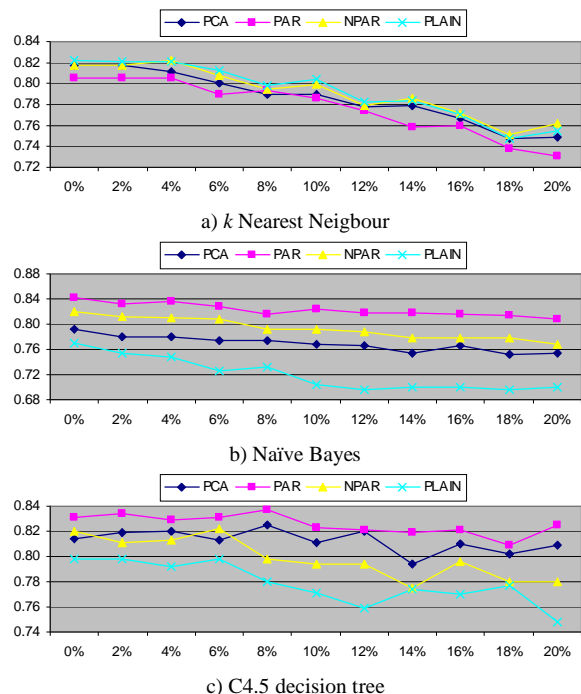 PCA PAR NPAR PLAIN
0.84
0.82
0.80
0.78
0.76
0.74
0.72
0% 2% 4% 6% 8% 10% 12% 14% 16% 18% 20%
a) k Nearest Neigbour
PCA PAR NPAR PLAIN
0.88
0.84
0.80
0.76
0.72
0.68
0% 2% 4% 6% 8% 10% 12% 14% 16% 18% 20%
b) Naïve Bayes
PCA PAR NPAR PLAIN
0.84
0.82
0.80
0.78
0.76
0.74
0% 2% 4% 6% 8% 10% 12% 14% 16% 18% 20%
c) C4.5 decision tree